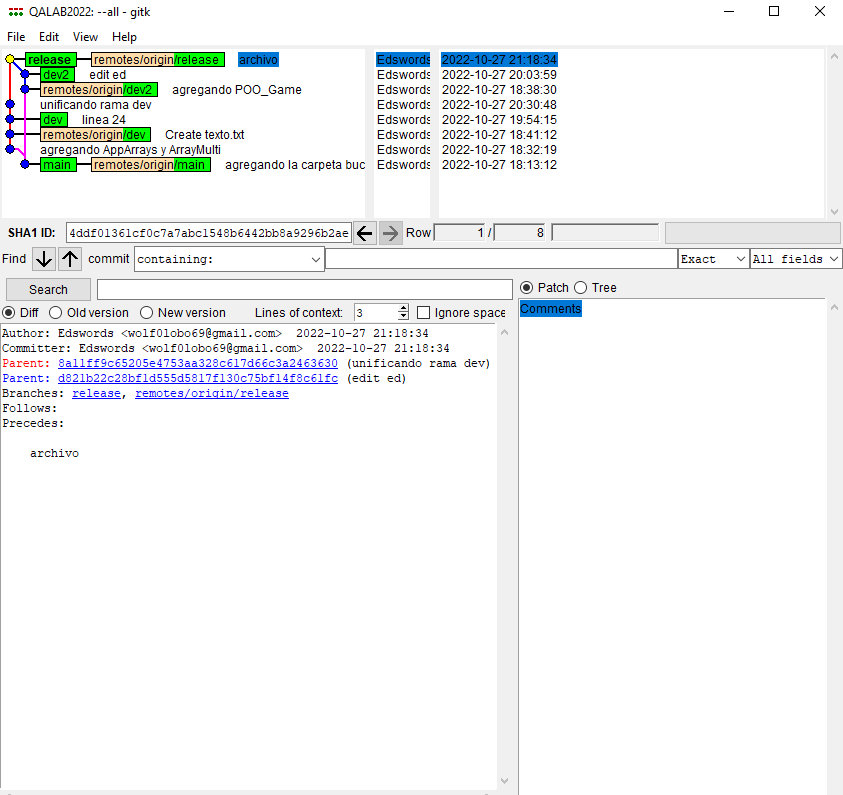 QALAB2022: --all - gitk
File Edit View Help
release remotes/origin/release archivo Edswords 2022-10-27 21:18:34
dev2 edit ed Edswords 2022-10-27 20:03:59
remotes/origin/dev2 agregando POO_Game Edswords 2022-10-27 18:38:30
unificando rama dev Edswords 2022-10-27 20:30:48
dev linea 24 Edswords 2022-10-27 19:54:15
remotes/origin/dev Create texto.txt Edswords 2022-10-27 18:41:12
agregando AppArrays y ArrayMulti Edswords 2022-10-27 18:32:19
main remotes/origin/main agregando la carpeta buc Edswords 2022-10-27 18:13:12
SHA1 ID: 4ddf01361cf0c7a7abc1548b6442bb8a9296b2ae Row 1 / 8
Find commit containing: Exact All fields
Search
Patch Tree
Diff Old version New version Lines of context: 3 Ignore space
Comments
Author: Edswords <wolf0lobo69@gmail.com> 2022-10-27 21:18:34
Committer: Edswords <wolf0lobo69@gmail.com> 2022-10-27 21:18:34
Parent: 8a11ff9c65205e4753aa328c617d66c3a2463630 (unificando rama dev)
Parent: d821b22c28bf1d555d5817f130c75bf14f8c61fc (edit ed)
Branches: release, remotes/origin/release
Follows:
Precedes:
archivo